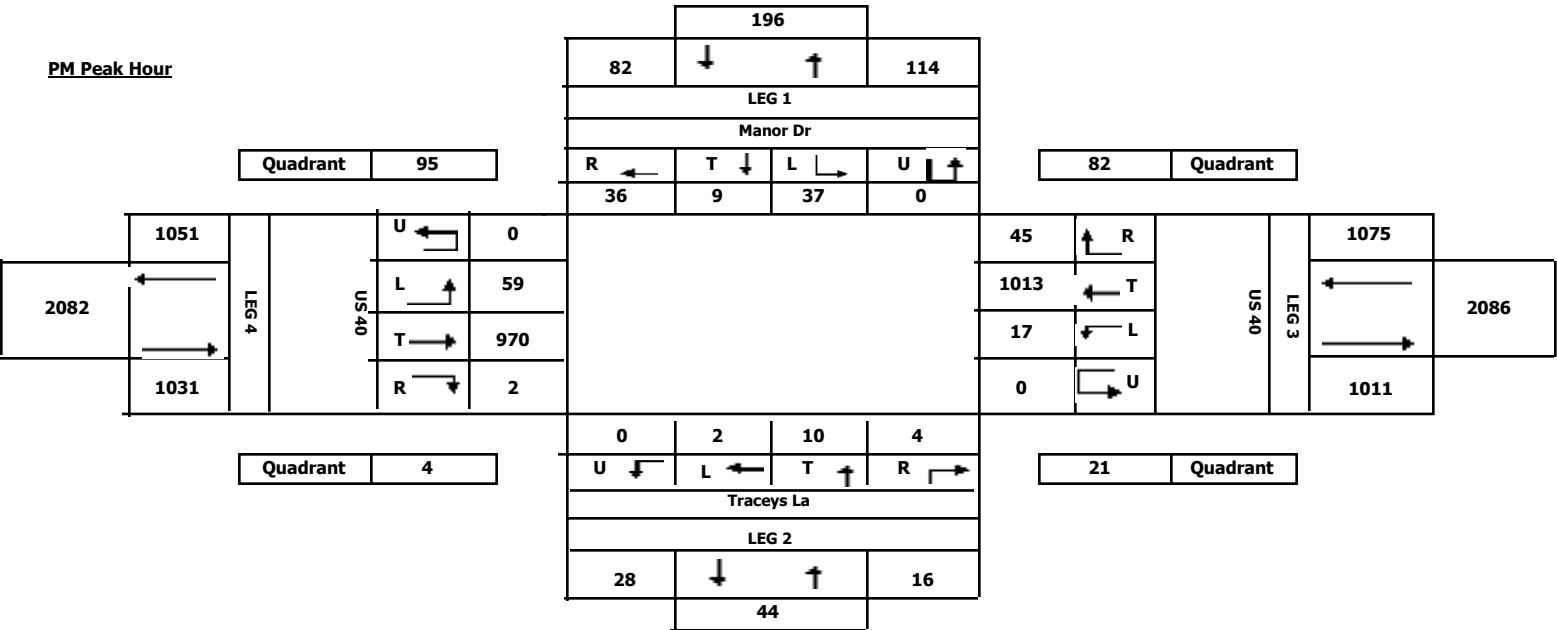 196
PM Peak Hour
82 114
LEG 1
Manor Dr
Quadrant 95
R T L U
82 Quadrant
36 9 37 0
1051 U 0 45 R 1075
2082 LEG 4 US 40 L 59 1013 T US 40 LEG 3 2086
T 970 17 L
1031 R 2 0 U 1011
0 2 10 4
Quadrant 4
U L T R
21 Quadrant
Traceys La
LEG 2
28 16
44